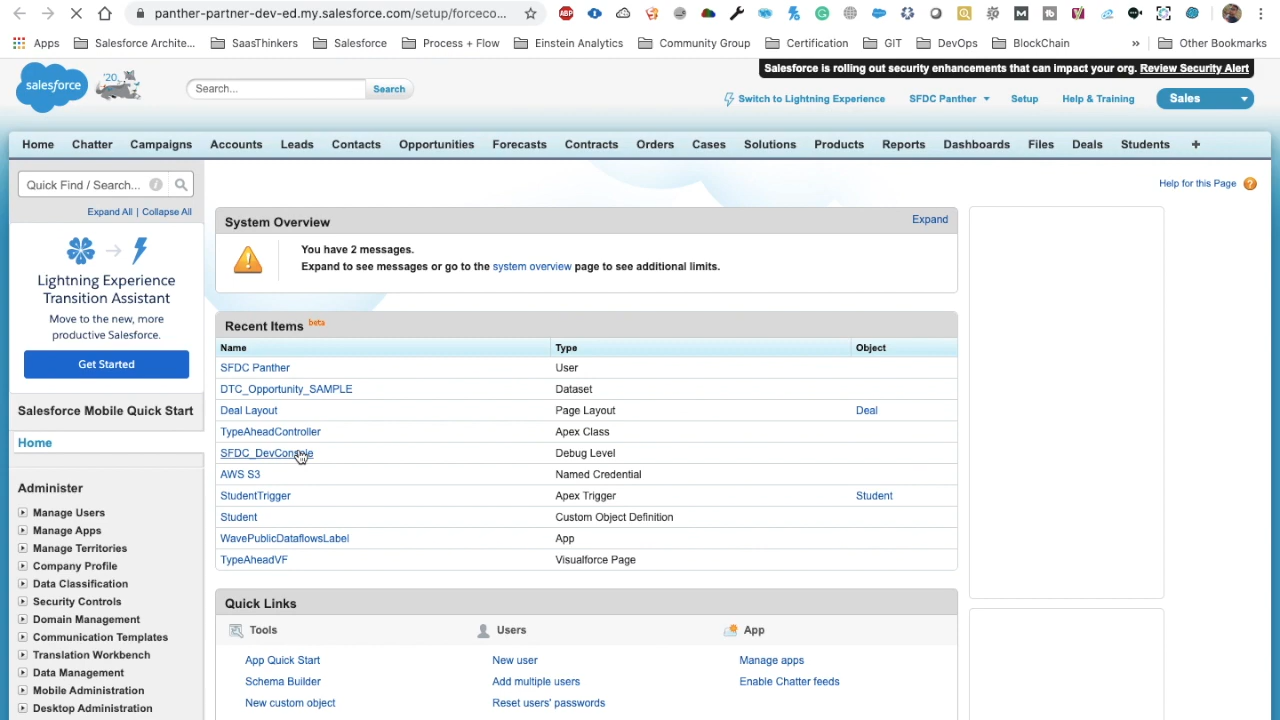 panther-partner-dev-ed.my.salesforce.com/setup/forceco...
Apps
Salesforce Archite...
SaasThinkers
Salesforce
Process + Flow
Einstein Analytics
Community Group
Certification
GIT
DevOps
BlockChain
»
Other Bookmarks
salesforce
'20
Search...
Search
Salesforce is rolling out security enhancements that can impact your org. Review Security Alert
Switch to Lightning Experience
SFDC Panther
Setup
Help & Training
Sales
Home
Chatter
Campaigns
Accounts
Leads
Contacts
Opportunities
Forecasts
Contracts
Orders
Cases
Solutions
Products
Reports
Dashboards
Files
Deals
Students
+
Quick Find / Search...
Expand All | Collapse All
Lightning Experience
Transition Assistant
Move to the new, more
productive Salesforce.
Get Started
Salesforce Mobile Quick Start
Home
Administer
Manage Users
Manage Apps
Manage Territories
Company Profile
Data Classification
Security Controls
Domain Management
Communication Templates
Translation Workbench
Data Management
Mobile Administration
Desktop Administration
Help for this Page
System Overview
Expand
You have 2 messages.
Expand to see messages or go to the system overview page to see additional limits.
Recent Items beta
Name Type Object
SFDC Panther User
DTC_Opportunity_SAMPLE Dataset
Deal Layout Page Layout Deal
TypeAheadController Apex Class
SFDC_DevConsole Debug Level
AWS S3 Named Credential
StudentTrigger Apex Trigger Student
Student Custom Object Definition
WavePublicDataflowsLabel App
TypeAheadVF Visualforce Page
Quick Links
Tools Users App
App Quick Start New user Manage apps
Schema Builder Add multiple users Enable Chatter feeds
New custom object Reset users' passwords